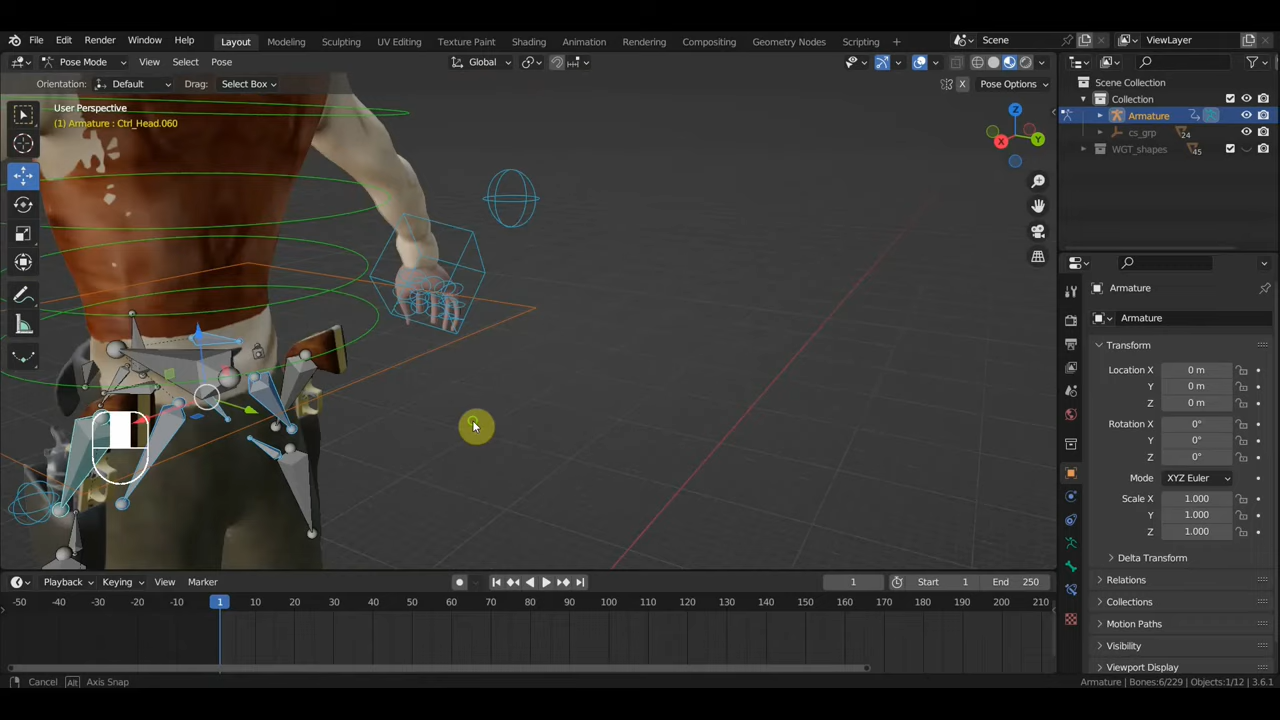 File Edit Render Window Help Layout Modeling Sculpting UV Editing Texture Paint Shading Animation Rendering Compositing Geometry Nodes Scripting + Scene ViewLayer
Pose Mode View Select Pose Global
Scene Collection
Orientation: Default Drag: Select Box X Pose Options
Collection
User Perspective
(1) Armature : Ctrl_Head.060
Armature
cs_grp 24
WGT_shapes 45
Z
X
Y
Armature
Armature
Transform
Location X 0 m
Y 0 m
Z 0 m
Rotation X 0°
Y 0°
Z 0°
Mode XYZ Euler
Scale X 1.000
Y 1.000
Z 1.000
Delta Transform
Relations
Collections
Motion Paths
Visibility
Viewport Display
Playback Keying View Marker 1 Start 1 End 250
-50 -40 -30 -20 -10 1 10 20 30 40 50 60 70 80 90 100 110 120 130 140 150 160 170 180 190 200 210
Cancel Alt Axis Snap Armature | Bones:6/229 | Objects:1/12 | 3.6.1